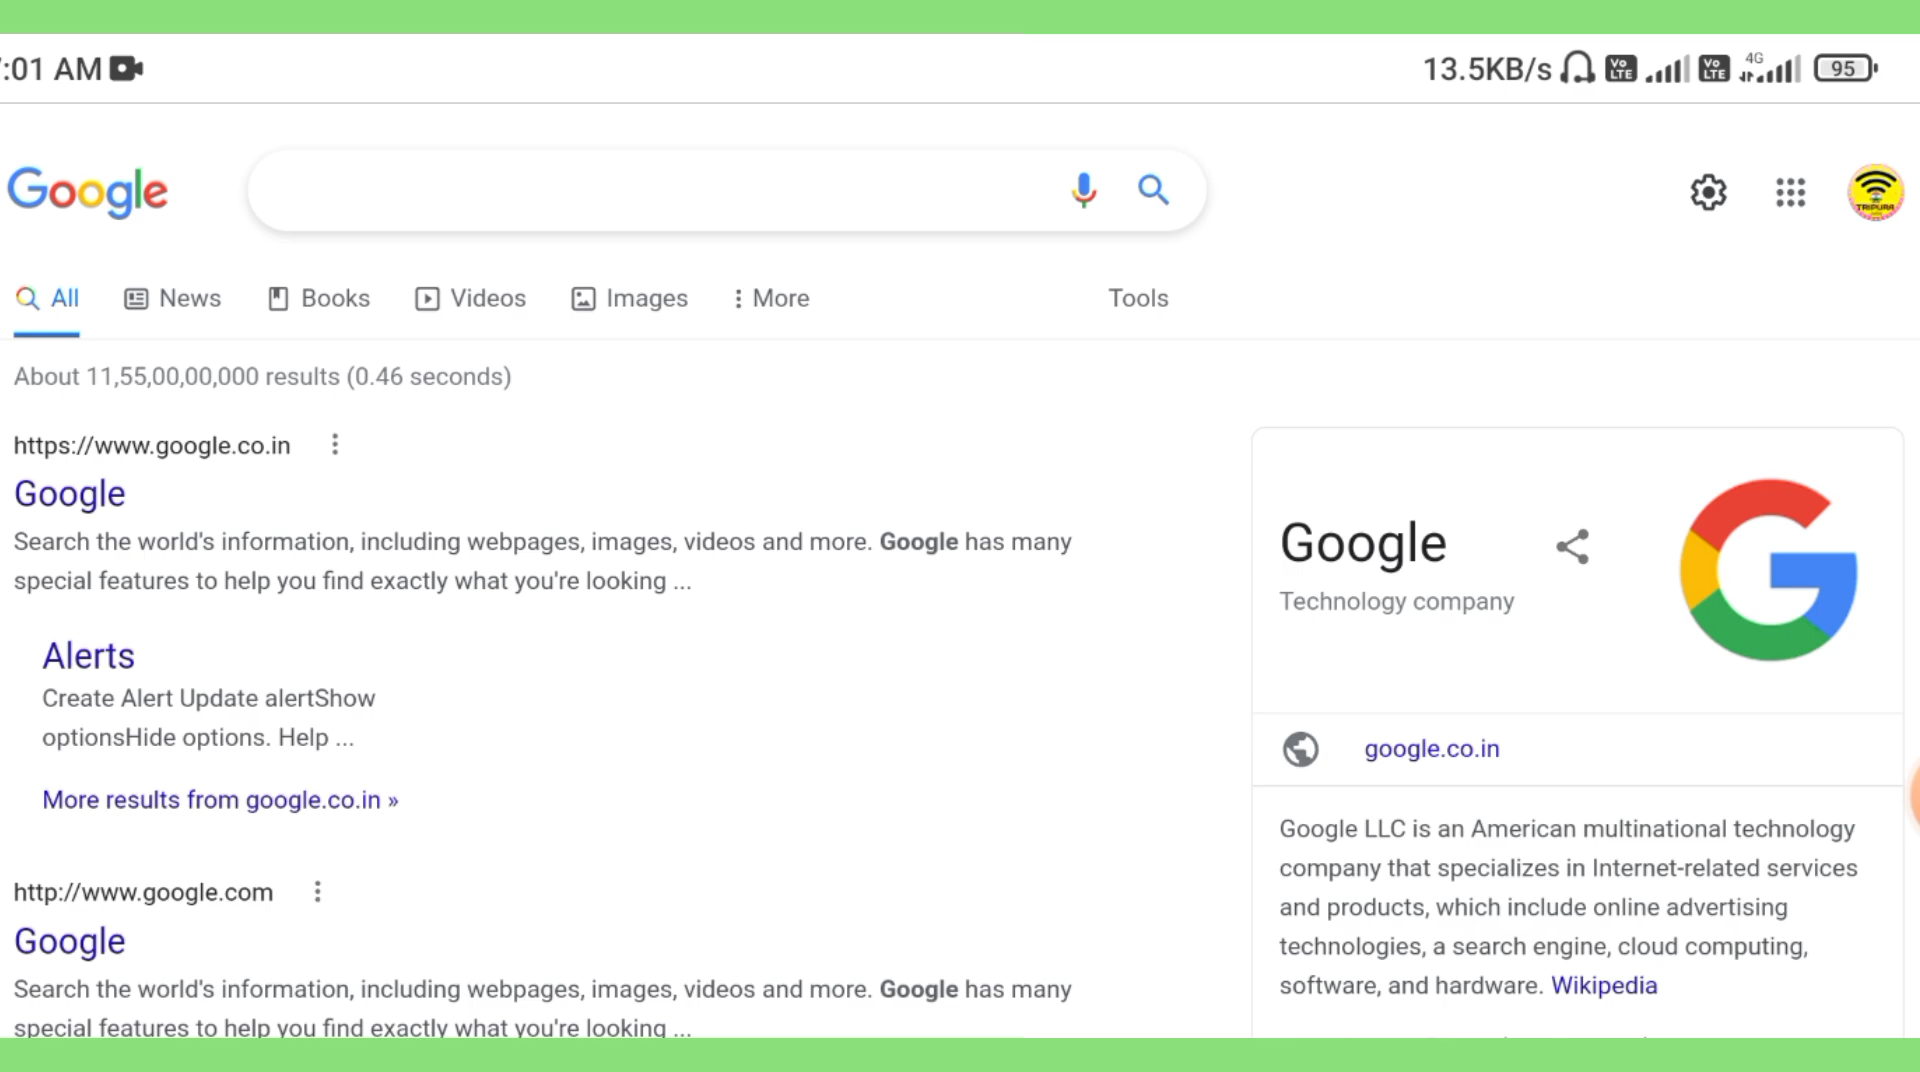 :01 AM 13.5KB/s Vo LTE Vo LTE 4G 95
Google
TRIPURA
All News Books Videos Images More Tools
About 11,55,00,00,000 results (0.46 seconds)
https://www.google.co.in
Google
Search the world's information, including webpages, images, videos and more. Google has many
special features to help you find exactly what you're looking ...
Alerts
Create Alert Update alertShow
optionsHide options. Help ...
More results from google.co.in »
http://www.google.com
Google
Search the world's information, including webpages, images, videos and more. Google has many
special features to help you find exactly what you're looking ...
Google
Technology company
google.co.in
Google LLC is an American multinational technology
company that specializes in Internet-related services
and products, which include online advertising
technologies, a search engine, cloud computing,
software, and hardware. Wikipedia